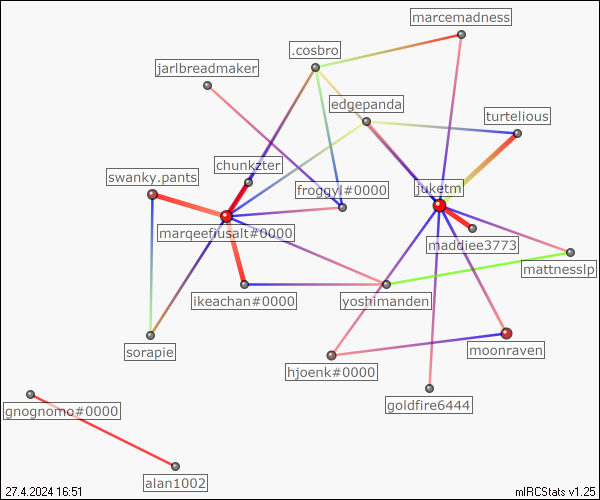 marcemadness
.cosbro
jarlbreadmaker
edgepanda
turtelious
chunkzter
swanky.pants
froggyl#0000
juketm
marqeefiusalt#0000
maddiee3773
mattnesslp
ikeachan#0000
yoshimanden
sorapie
moonraven
hjoenk#0000
goldfire6444
gnognomo#0000
alan1002
27.4.2024 16:51
mIRCStats v1.25